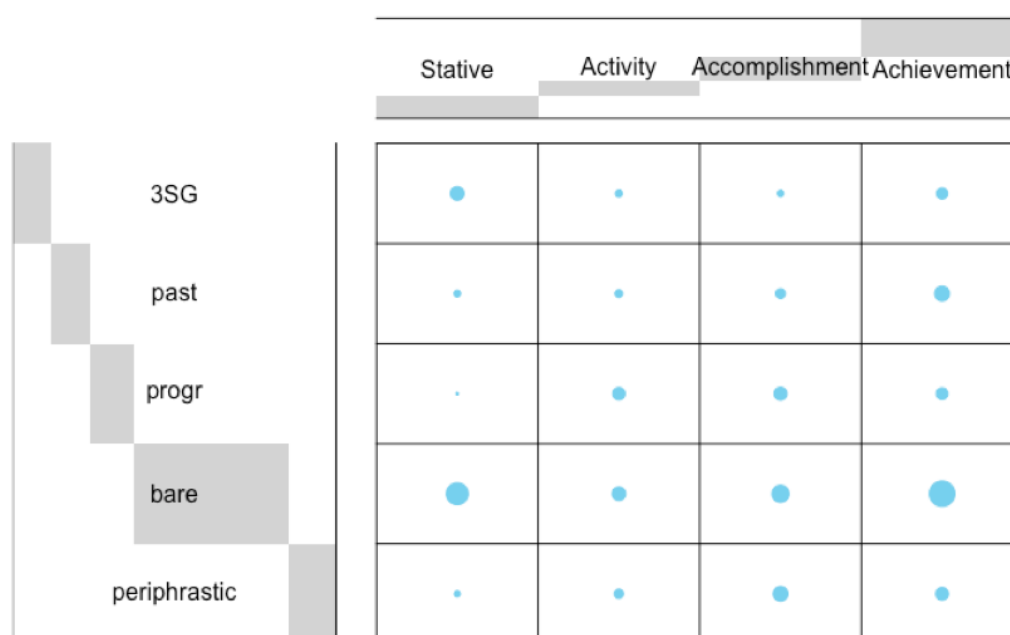 Stative Activity Accomplishment Achievement
3SG
past
progr
bare
periphrastic